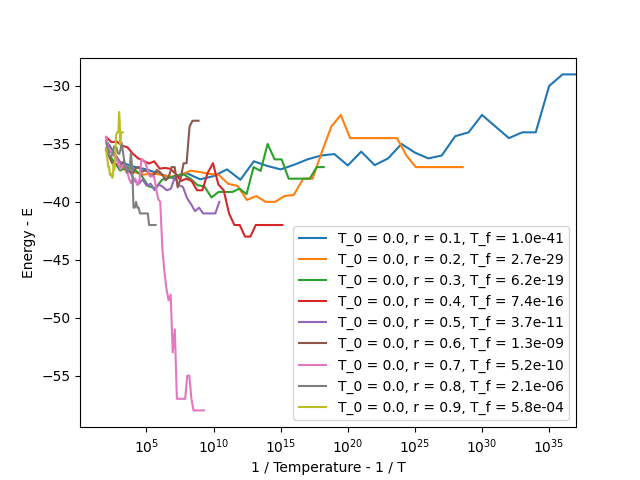 Energy - E
−30
−35
−40
−45
−50
−55
10^5
10^10
10^15
10^20
10^25
10^30
10^35
1 / Temperature - 1 / T
T_0 = 0.0, r = 0.1, T_f = 1.0e-41
T_0 = 0.0, r = 0.2, T_f = 2.7e-29
T_0 = 0.0, r = 0.3, T_f = 6.2e-19
T_0 = 0.0, r = 0.4, T_f = 7.4e-16
T_0 = 0.0, r = 0.5, T_f = 3.7e-11
T_0 = 0.0, r = 0.6, T_f = 1.3e-09
T_0 = 0.0, r = 0.7, T_f = 5.2e-10
T_0 = 0.0, r = 0.8, T_f = 2.1e-06
T_0 = 0.0, r = 0.9, T_f = 5.8e-04